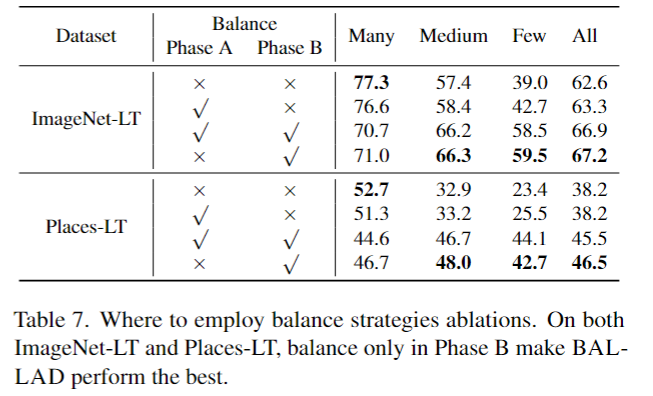 Dataset Balance Many Medium Few All
Phase A Phase B
ImageNet-LT
× × 77.3 57.4 39.0 62.6
√ × 76.6 58.4 42.7 63.3
√ √ 70.7 66.2 58.5 66.9
× √ 71.0 66.3 59.5 67.2
Places-LT
× × 52.7 32.9 23.4 38.2
√ × 51.3 33.2 25.5 38.2
√ √ 44.6 46.7 44.1 45.5
× √ 46.7 48.0 42.7 46.5
Table 7. Where to employ balance strategies ablations. On both
ImageNet-LT and Places-LT, balance only in Phase B make BAL-
LAD perform the best.